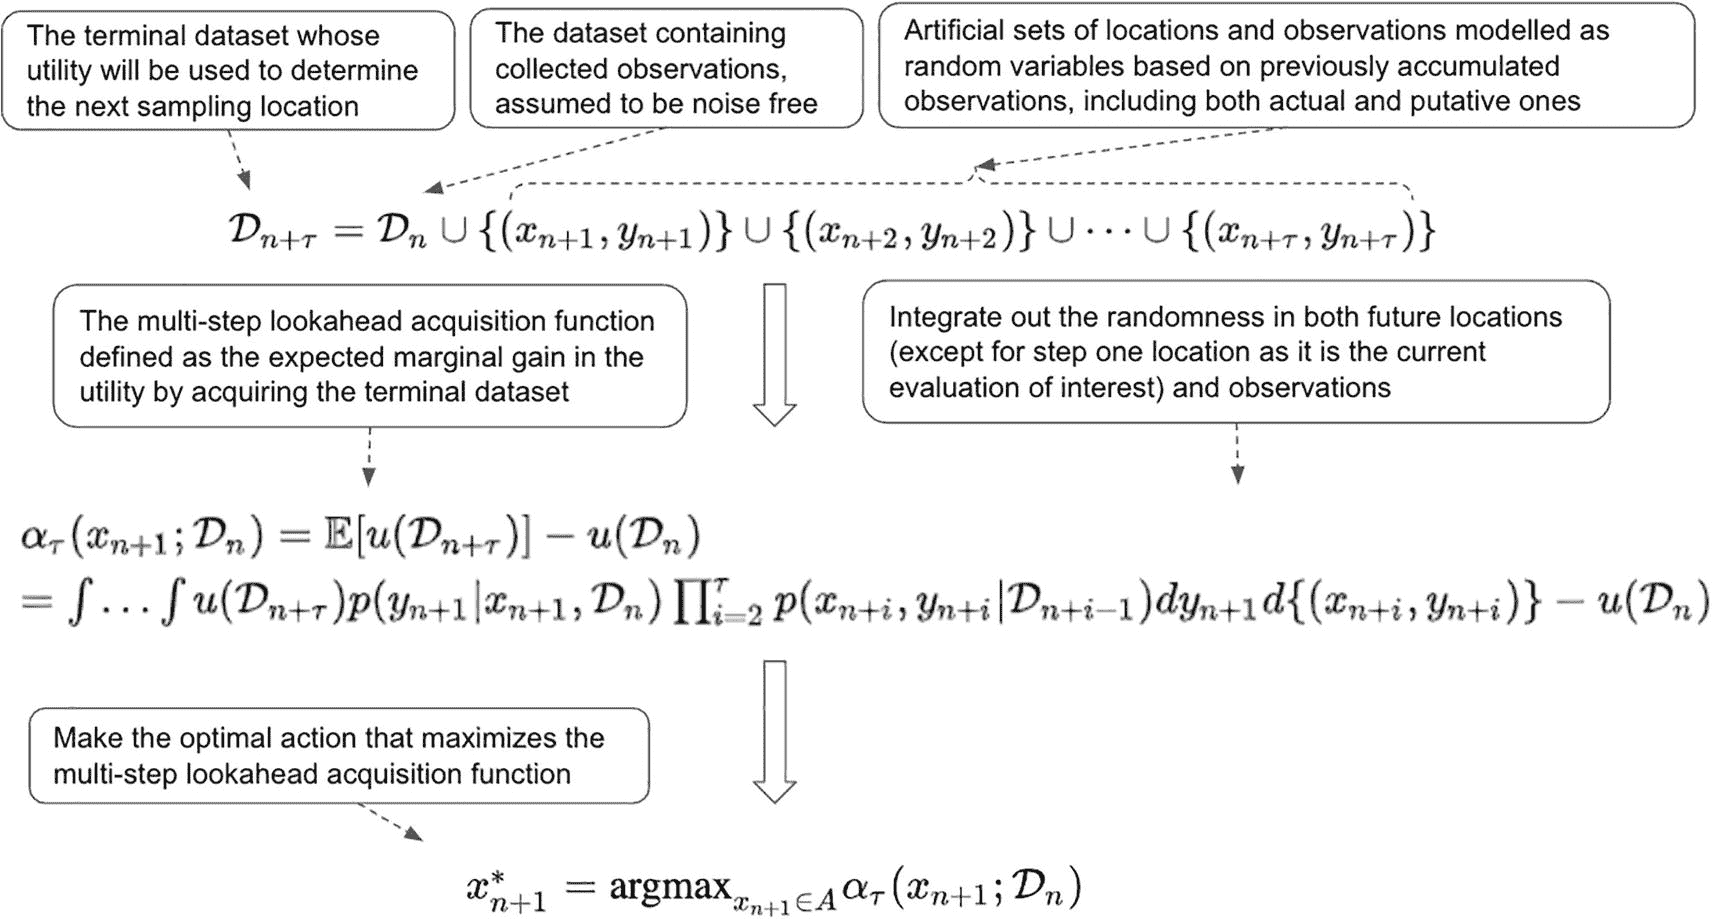 The terminal dataset whose
utility will be used to determine
the next sampling location
The dataset containing
collected observations,
assumed to be noise free
Artificial sets of locations and observations modelled as
random variables based on previously accumulated
observations, including both actual and putative ones
𝒟ₙ₊τ = 𝒟ₙ ∪ {(xₙ₊₁, yₙ₊₁)} ∪ {(xₙ₊₂, yₙ₊₂)} ∪ ⋯ ∪ {(xₙ₊τ, yₙ₊τ)}
The multi-step lookahead acquisition function
defined as the expected marginal gain in the
utility by acquiring the terminal dataset
Integrate out the randomness in both future locations
(except for step one location as it is the current
evaluation of interest) and observations
α_τ(xₙ₊₁; 𝒟ₙ) = 𝔼[u(𝒟ₙ₊τ)] − u(𝒟ₙ)
= ∫ … ∫ u(𝒟ₙ₊τ)p(yₙ₊₁|xₙ₊₁, 𝒟ₙ) ∏_{i=2}^{τ} p(xₙ₊ᵢ, yₙ₊ᵢ|𝒟ₙ₊ᵢ₋₁)dyₙ₊₁d{(xₙ₊ᵢ, yₙ₊ᵢ)} − u(𝒟ₙ)
Make the optimal action that maximizes the
multi-step lookahead acquisition function
x*ₙ₊₁ = argmax_{xₙ₊₁∈A} α_τ(xₙ₊₁; 𝒟ₙ)